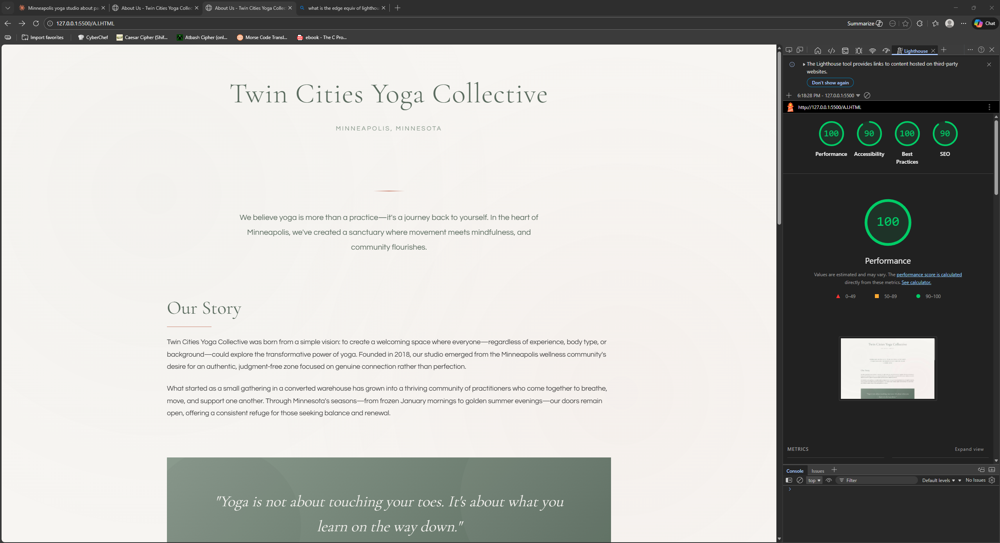 Minneapolis yoga studio about pa
About Us - Twin Cities Yoga Collec
About Us - Twin Cities Yoga Collec
what is the edge equiv of lighthou
127.0.0.1:5500/A.I.HTML
Summarize
Chat
Import favorites
CyberChef
Caesar Cipher (Shif...
Atbash Cipher (onl...
Morse Code Transl...
ebook - The C Pro...
Twin Cities Yoga Collective
MINNEAPOLIS, MINNESOTA
We believe yoga is more than a practice—it's a journey back to yourself. In the heart of
Minneapolis, we've created a sanctuary where movement meets mindfulness, and
community flourishes.
Our Story
Twin Cities Yoga Collective was born from a simple vision: to create a welcoming space where everyone—regardless of experience, body type, or
background—could explore the transformative power of yoga. Founded in 2018, our studio emerged from the Minneapolis wellness community's
desire for an authentic, judgment-free zone focused on genuine connection rather than perfection.
What started as a small gathering in a converted warehouse has grown into a thriving community of practitioners who come together to breathe,
move, and support one another. Through Minnesota's seasons—from frozen January mornings to golden summer evenings—our doors remain
open, offering a consistent refuge for those seeking balance and renewal.
"Yoga is not about touching your toes. It's about what you
learn on the way down."
Lighthouse
The Lighthouse tool provides links to content hosted on third-party
websites.
Don't show again
6:18:28 PM - 127.0.0.1:5500
http://127.0.0.1:5500/A.I.HTML
100
90
100
90
Performance
Accessibility
Best
Practices
SEO
100
Performance
Values are estimated and may vary. The performance score is calculated
directly from these metrics. See calculator.
0–49
50–89
90–100
Twin Cities Yoga Collective
Our Story
METRICS
Expand view
Console
Issues
top
Filter
Default levels
No Issues